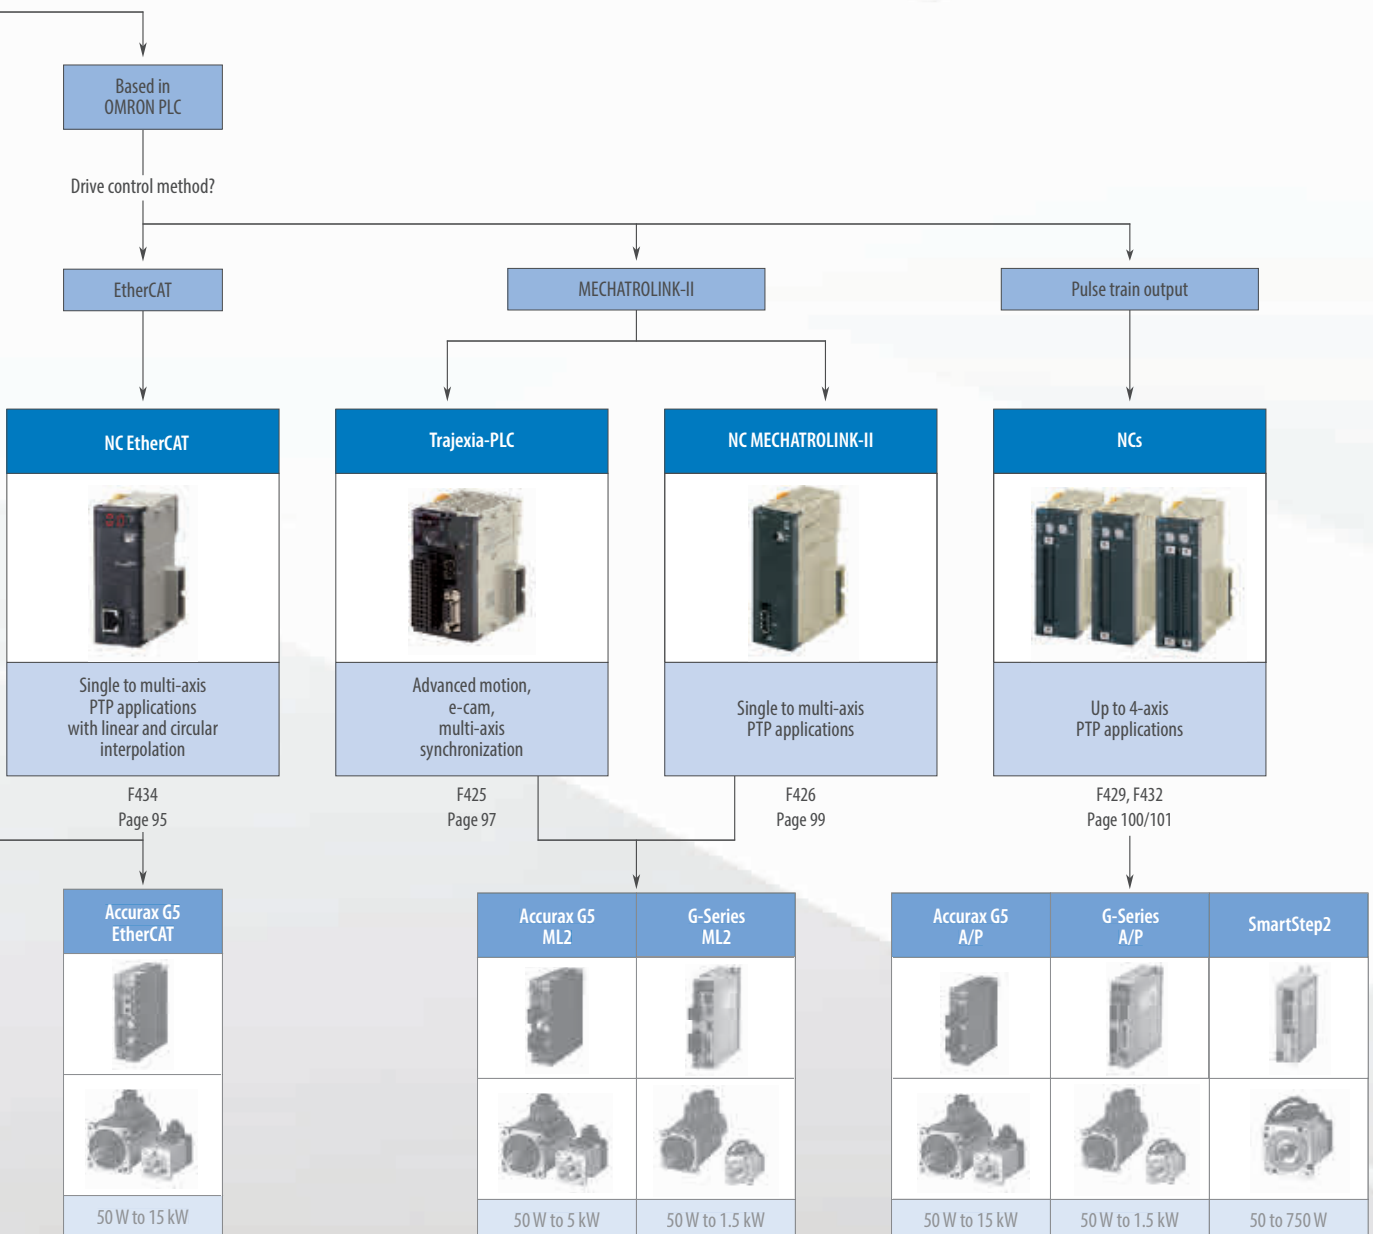 Based in
OMRON PLC
Drive control method?
EtherCAT
MECHATROLINK-II
Pulse train output
NC EtherCAT
Trajexia-PLC
NC MECHATROLINK-II
NCs
Single to multi-axis
PTP applications
with linear and circular
interpolation
Advanced motion,
e-cam,
multi-axis
synchronization
Single to multi-axis
PTP applications
Up to 4-axis
PTP applications
F434
Page 95
F425
Page 97
F426
Page 99
F429, F432
Page 100/101
Accurax G5
EtherCAT
Accurax G5
ML2
G-Series
ML2
Accurax G5
A/P
G-Series
A/P
SmartStep2
50 W to 15 kW
50 W to 5 kW
50 W to 1.5 kW
50 W to 15 kW
50 W to 1.5 kW
50 to 750 W